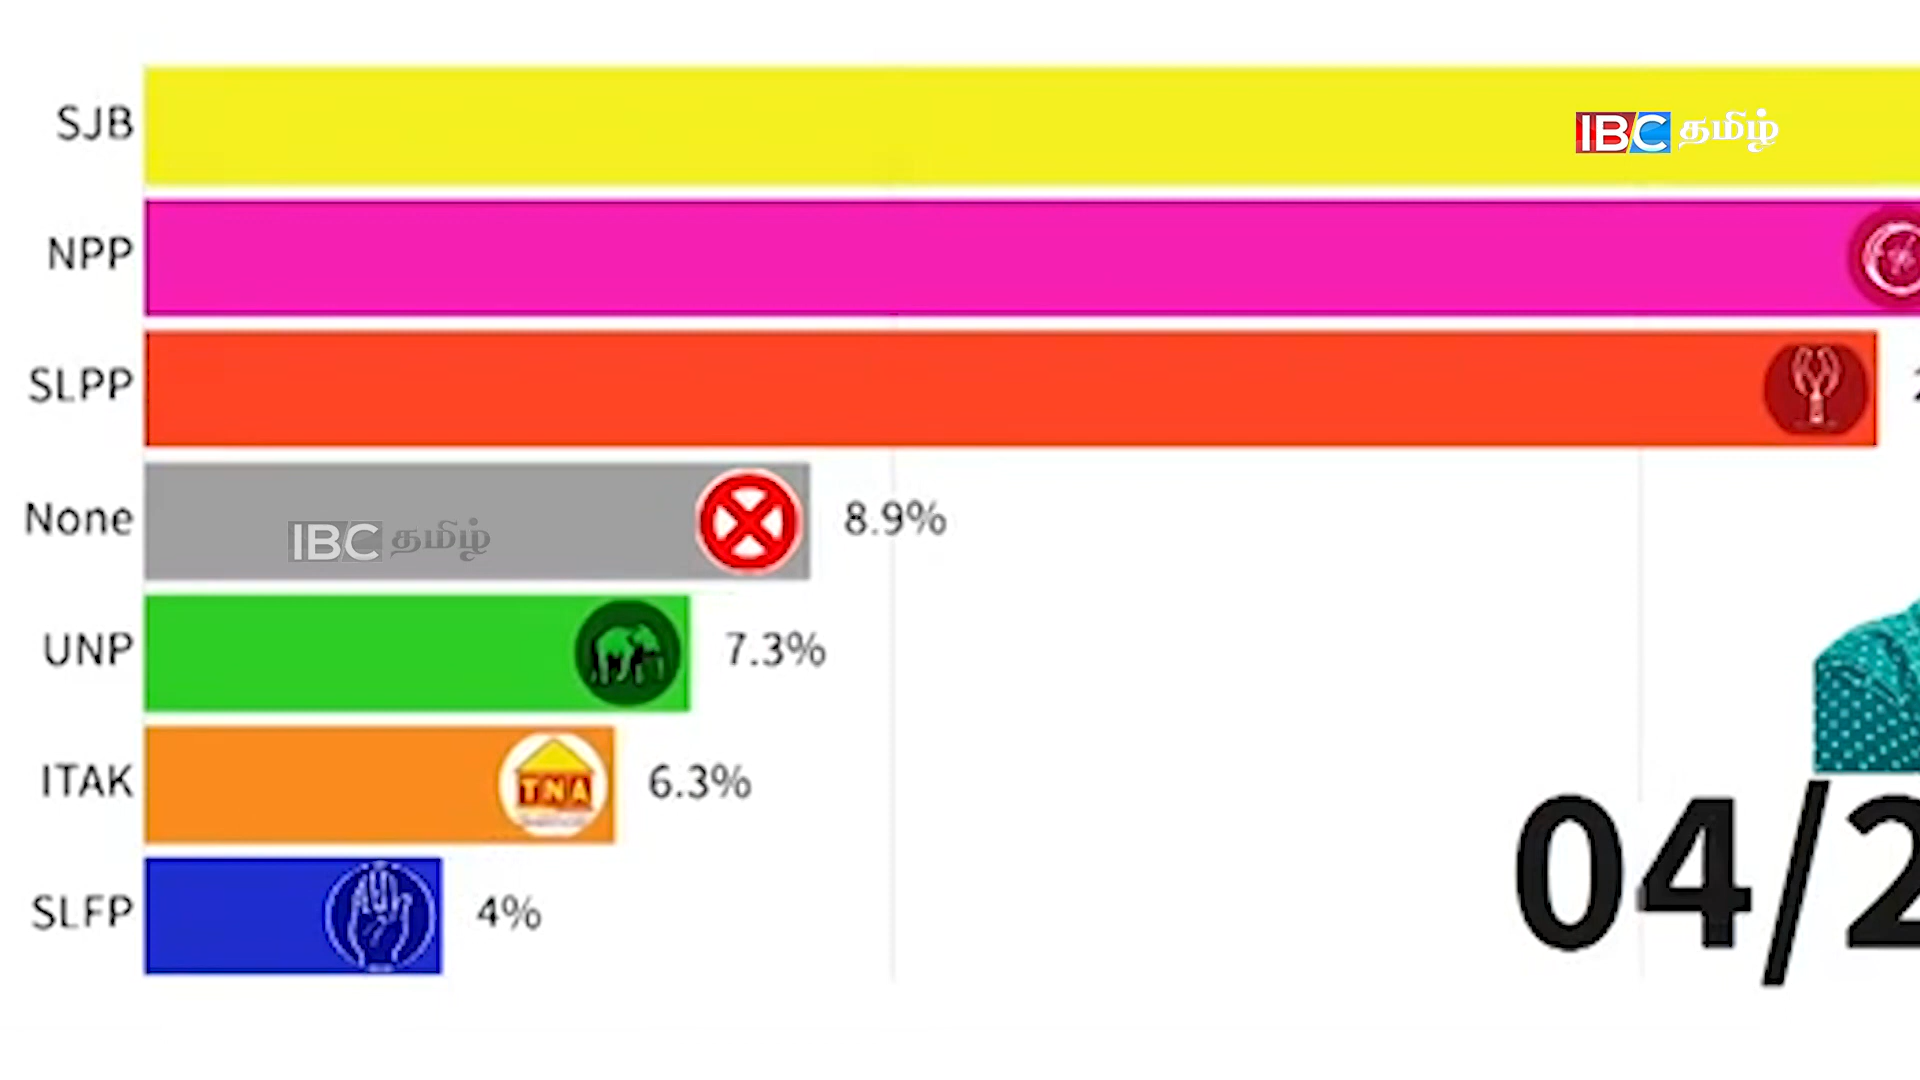 SJB
IBC தமிழ்
NPP
SLPP
None
IBC தமிழ்
8.9%
UNP
7.3%
ITAK
TNA
6.3%
SLFP
4%
04/2